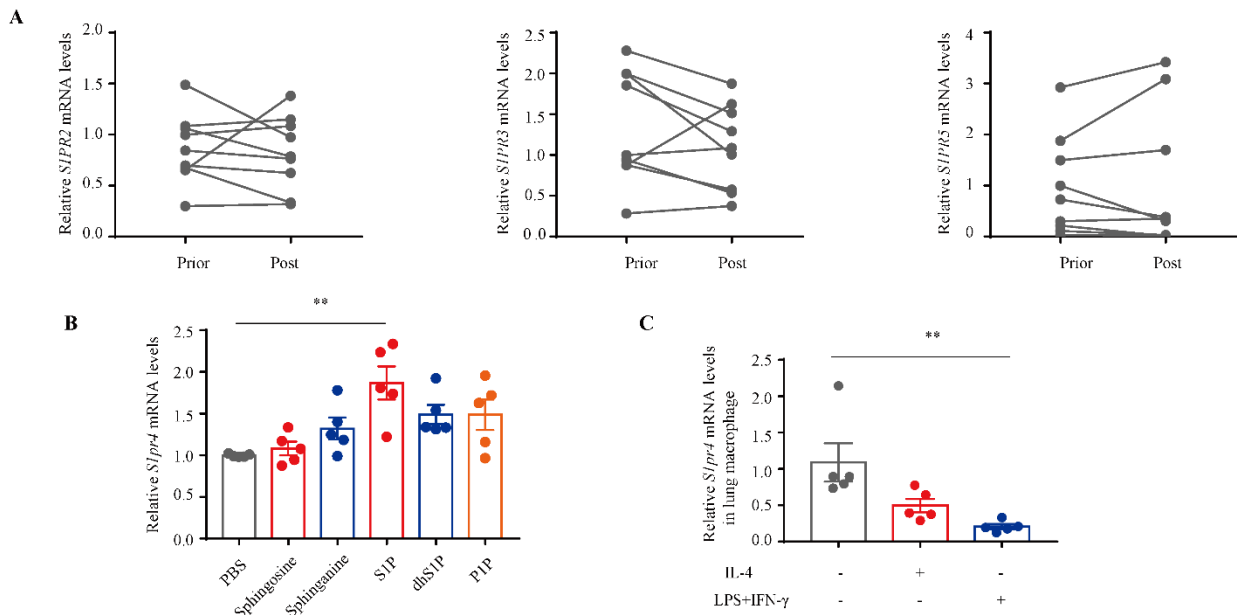 A
Relative S1PR2 mRNA levels
1.5
1.0
0.5
0.0
Prior
Post
Relative S1PR3 mRNA levels
2.5
2.0
1.5
1.0
0.5
0.0
Prior
Post
Relative S1PR5 mRNA levels
4
3
2
1
0
Prior
Post
B
Relative S1pr4 mRNA levels
2.5
2.0
1.5
1.0
0.5
0.0
**
PBS
Sphingosine
Sphinganine
S1P
dhS1P
P1P
C
Relative S1pr4 mRNA levels
in lung macrophage
2.5
2.0
1.5
1.0
0.5
0.0
**
IL-4 - + -
LPS+IFN-γ - - +